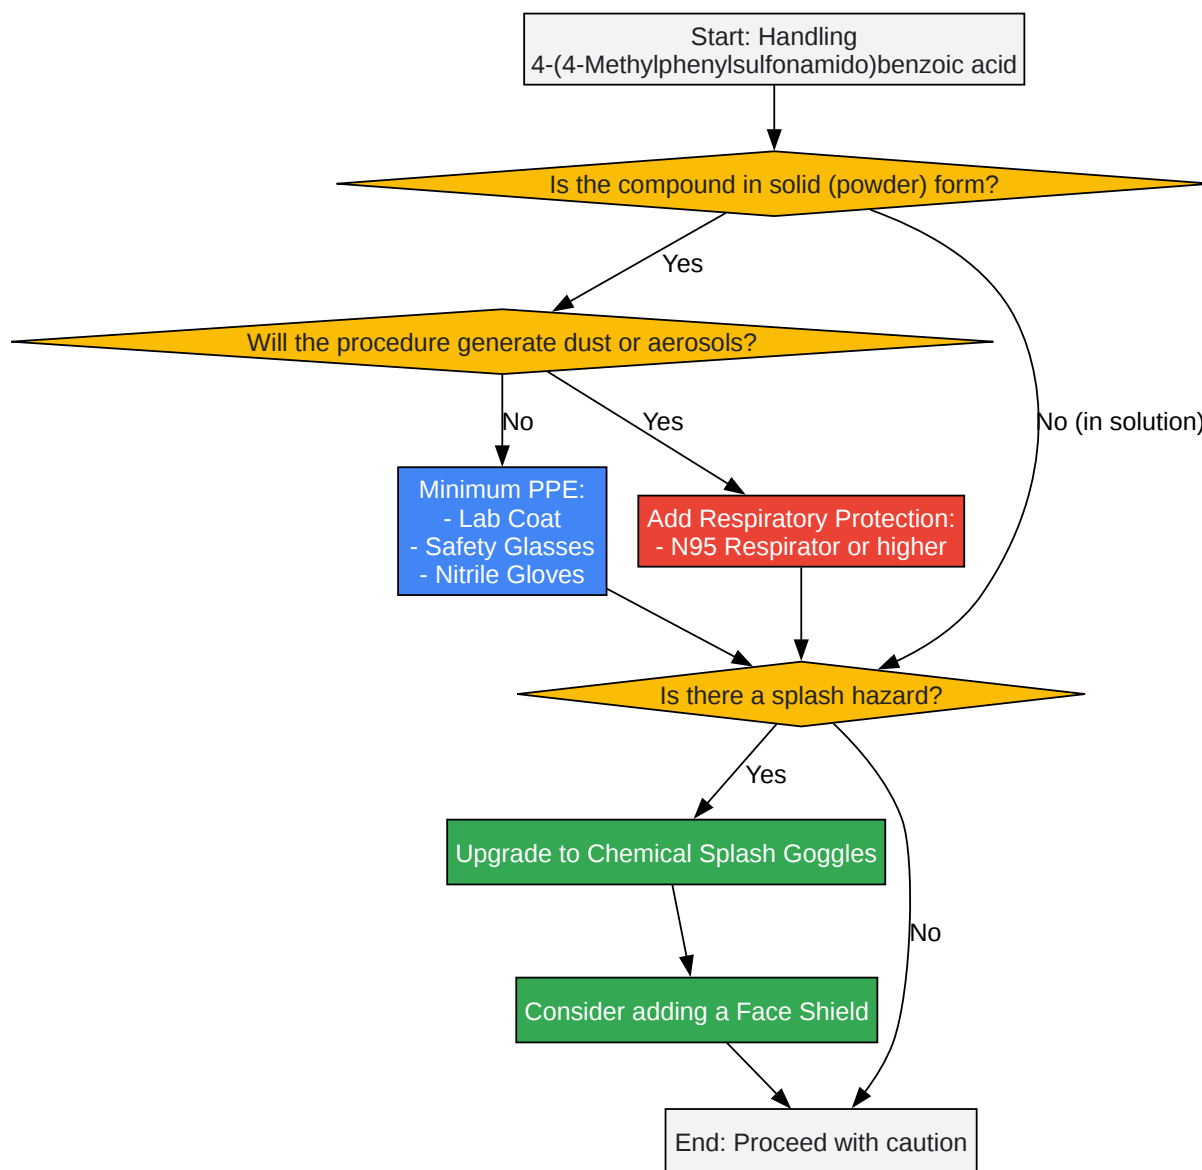 Start: Handling
4-(4-Methylphenylsulfonamido)benzoic acid
Is the compound in solid (powder) form?
Yes
Will the procedure generate dust or aerosols?
No
Yes
No (in solution)
Minimum PPE:
- Lab Coat
- Safety Glasses
- Nitrile Gloves
Add Respiratory Protection:
- N95 Respirator or higher
Is there a splash hazard?
Yes
Upgrade to Chemical Splash Goggles
No
Consider adding a Face Shield
End: Proceed with caution